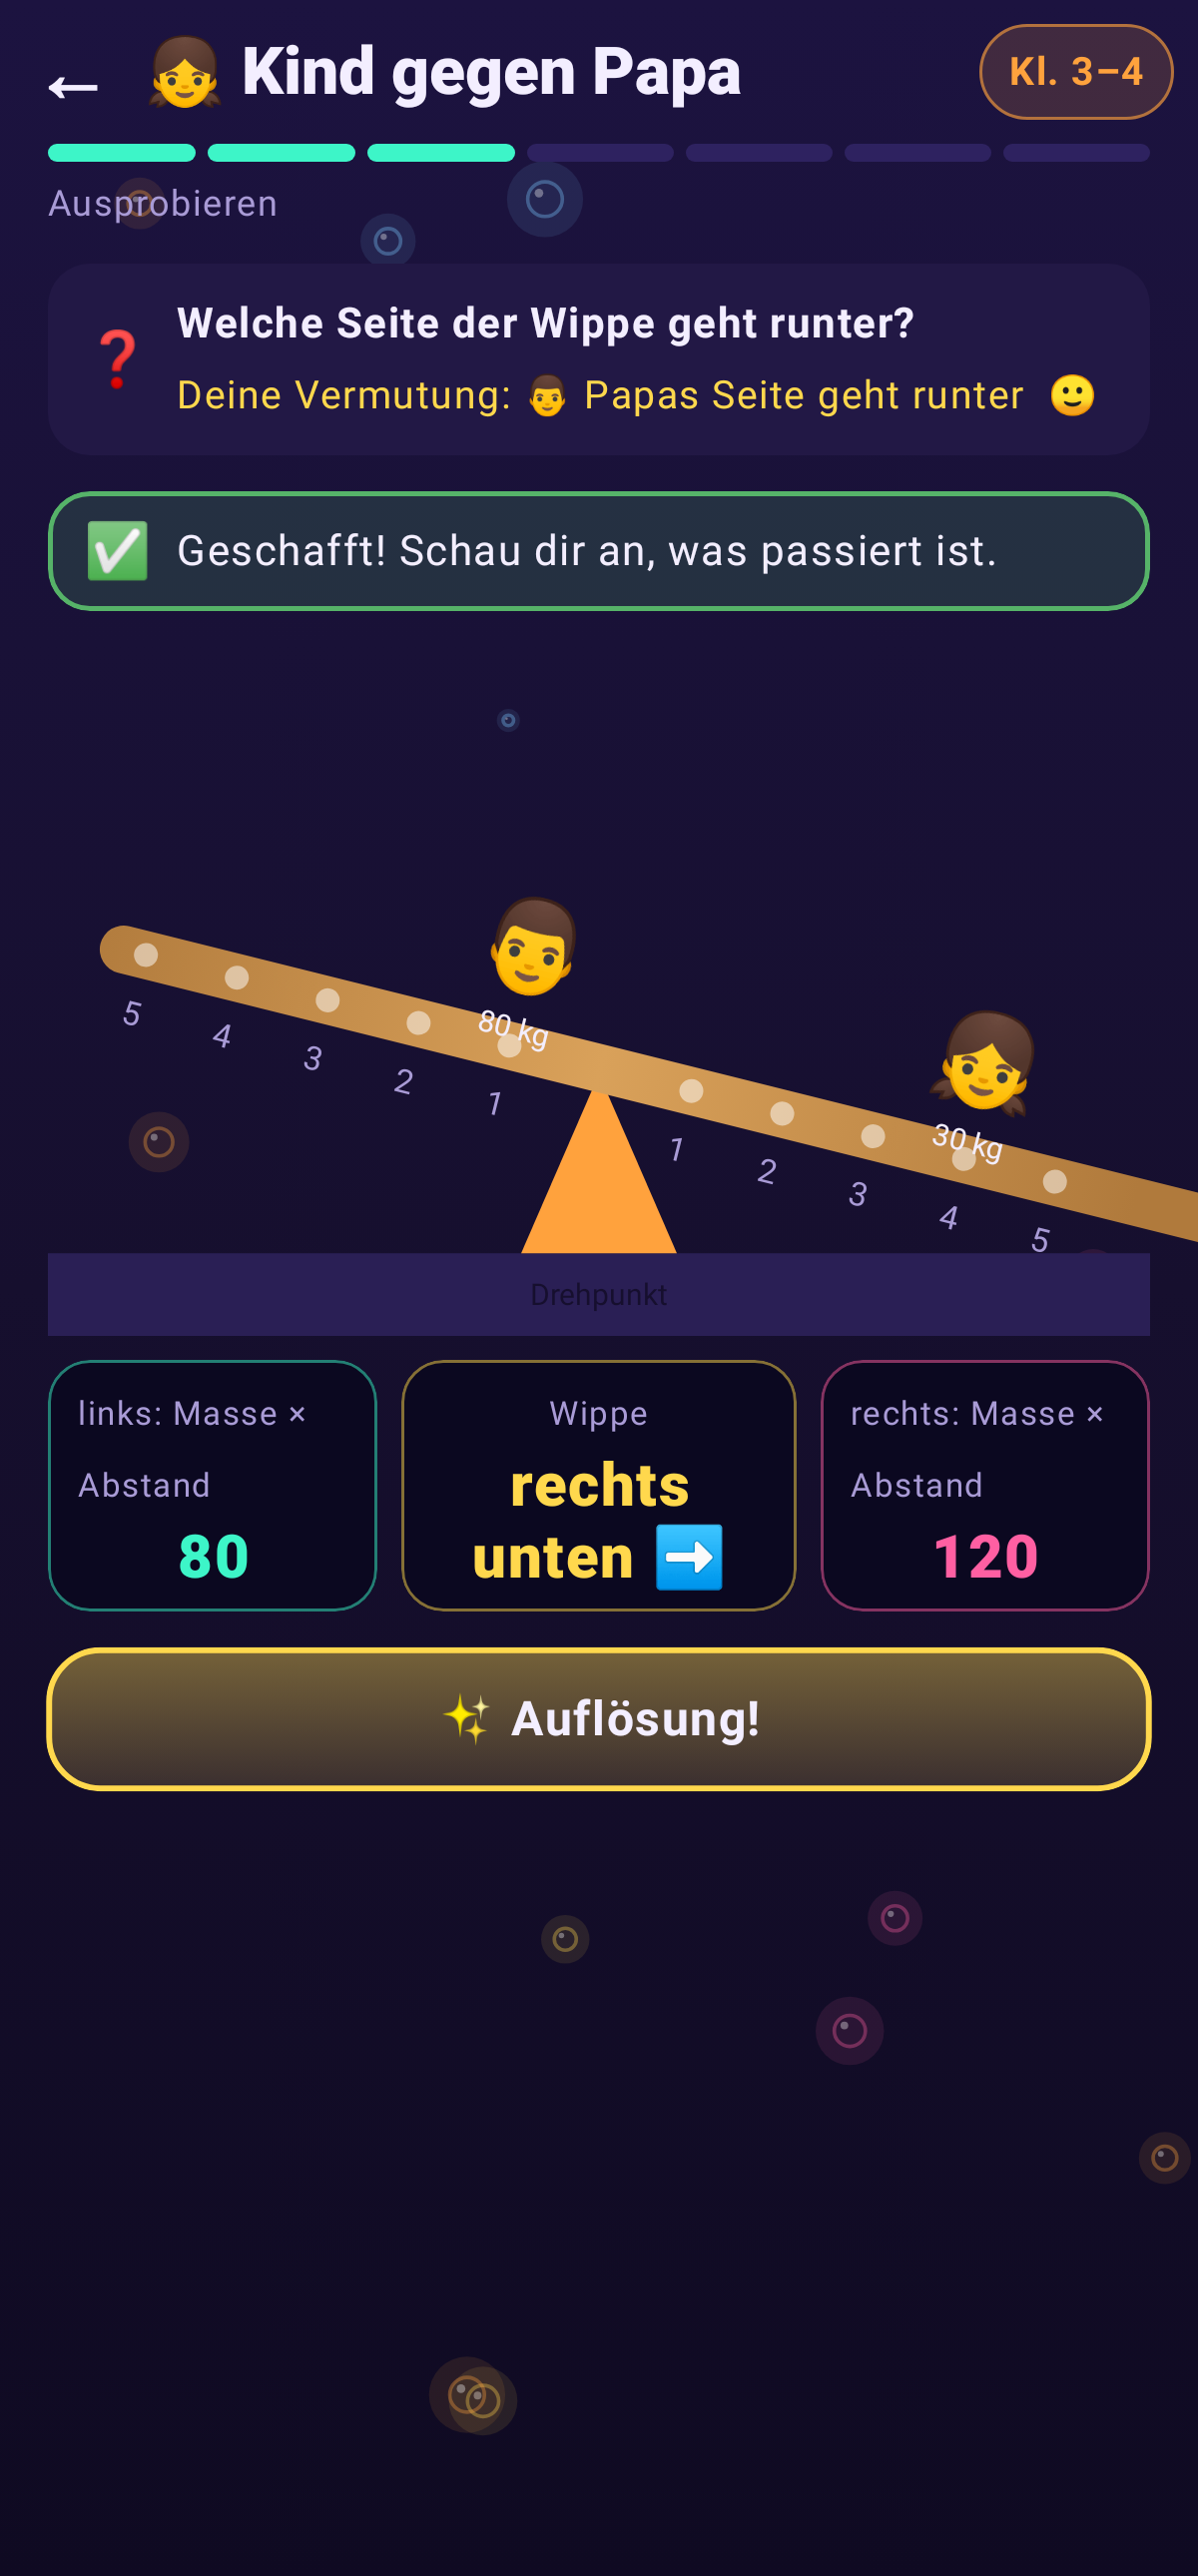 ← 👧 Kind gegen Papa
Kl. 3–4
Ausprobieren
❓ Welche Seite der Wippe geht runter?
Deine Vermutung: 👨 Papas Seite geht runter 🙂
✅ Geschafft! Schau dir an, was passiert ist.
80 kg
30 kg
5 4 3 2 1
1 2 3 4 5
Drehpunkt
links: Masse ×
Abstand
80
Wippe
rechts
unten ➡️
rechts: Masse ×
Abstand
120
✨ Auflösung!